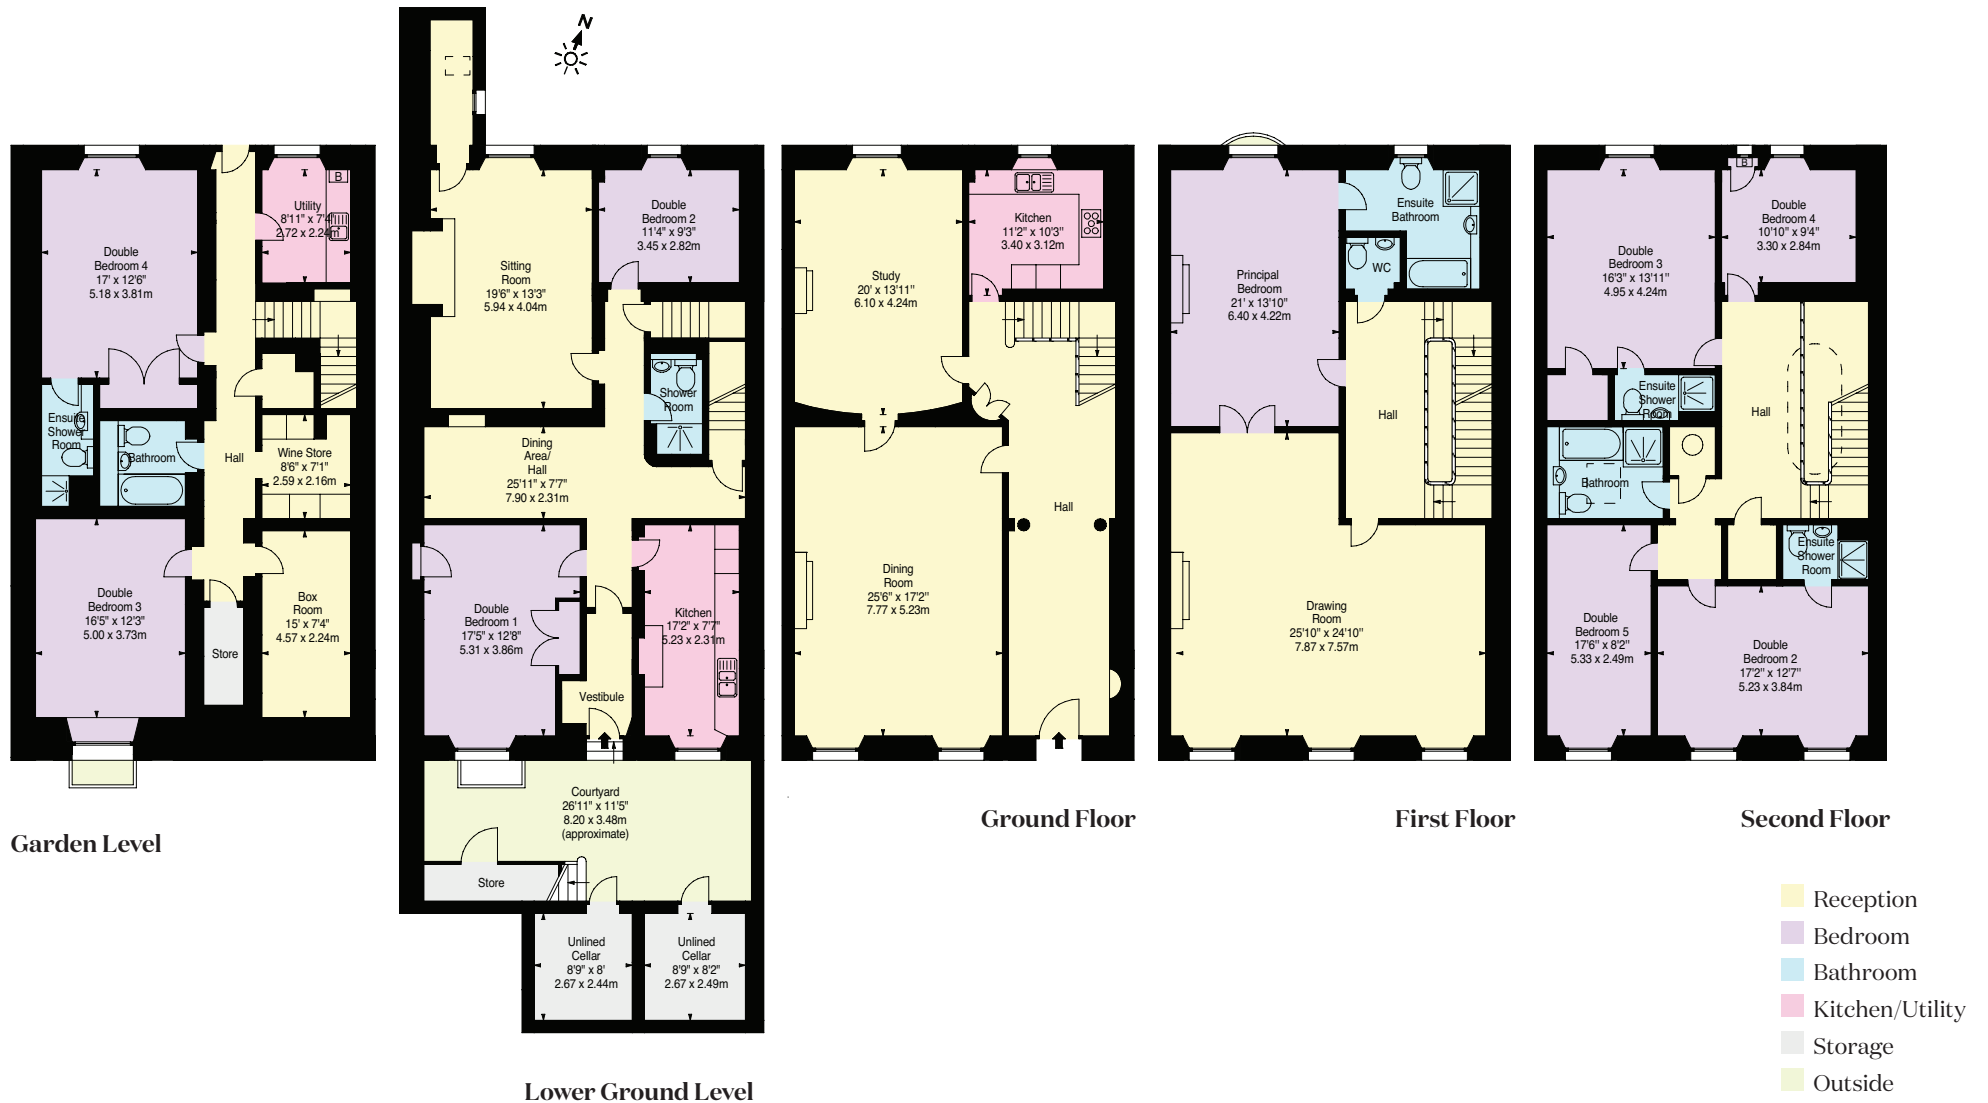 N
Double
Bedroom 4
17' x 12'6"
5.18 x 3.81m
Utility
8'11" x 7'4"
2.72 x 2.24m
B
Ensuite
Shower
Room
Bathroom
Hall
Wine Store
8'6" x 7'1"
2.59 x 2.16m
Double
Bedroom 3
16'5" x 12'3"
5.00 x 3.73m
Store
Box
Room
15' x 7'4"
4.57 x 2.24m
Garden Level
Sitting
Room
19'6" x 13'3"
5.94 x 4.04m
Double
Bedroom 2
11'4" x 9'3"
3.45 x 2.82m
Shower
Room
Dining
Area/
Hall
25'11" x 7'7"
7.90 x 2.31m
Double
Bedroom 1
17'5" x 12'8"
5.31 x 3.86m
Kitchen
17'2" x 7'7"
5.23 x 2.31m
Vestibule
Courtyard
26'11" x 11'5"
8.20 x 3.48m
(approximate)
Store
Unlined
Cellar
8'9" x 8'
2.67 x 2.44m
Unlined
Cellar
8'9" x 8'2"
2.67 x 2.49m
Lower Ground Level
Study
20' x 13'11"
6.10 x 4.24m
Kitchen
11'2" x 10'3"
3.40 x 3.12m
Dining
Room
25'6" x 17'2"
7.77 x 5.23m
Hall
Ground Floor
Principal
Bedroom
21' x 13'10"
6.40 x 4.22m
Ensuite
Bathroom
WC
Hall
Drawing
Room
25'10" x 24'10"
7.87 x 7.57m
First Floor
Double
Bedroom 3
16'3" x 13'11"
4.95 x 4.24m
B
Double
Bedroom 4
10'10" x 9'4"
3.30 x 2.84m
Ensuite
Shower
Room
Hall
Bathroom
Ensuite
Shower
Room
Double
Bedroom 5
17'6" x 8'2"
5.33 x 2.49m
Double
Bedroom 2
17'2" x 12'7"
5.23 x 3.84m
Second Floor
Reception
Bedroom
Bathroom
Kitchen/Utility
Storage
Outside